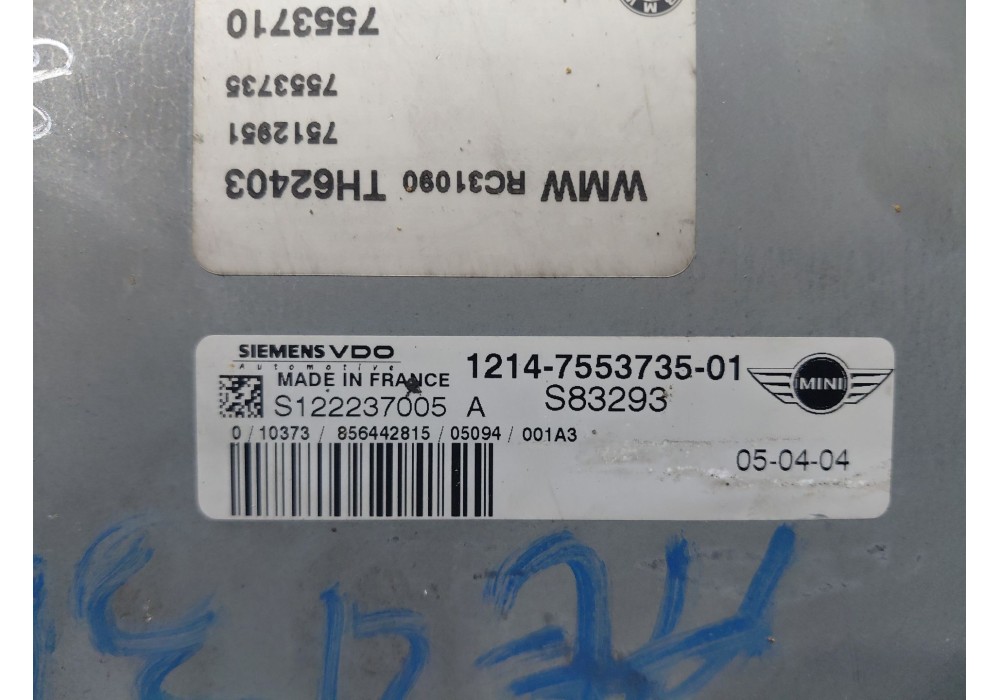 7553710
7553735
7512951
WMW RC31090 TH62403
SIEMENS VDO
Automotive
MADE IN FRANCE
1214-7553735-01
MINI
S122237005 A
S83293
0 / 10373 / 856442815 / 05094 / 001A3
05-04-04